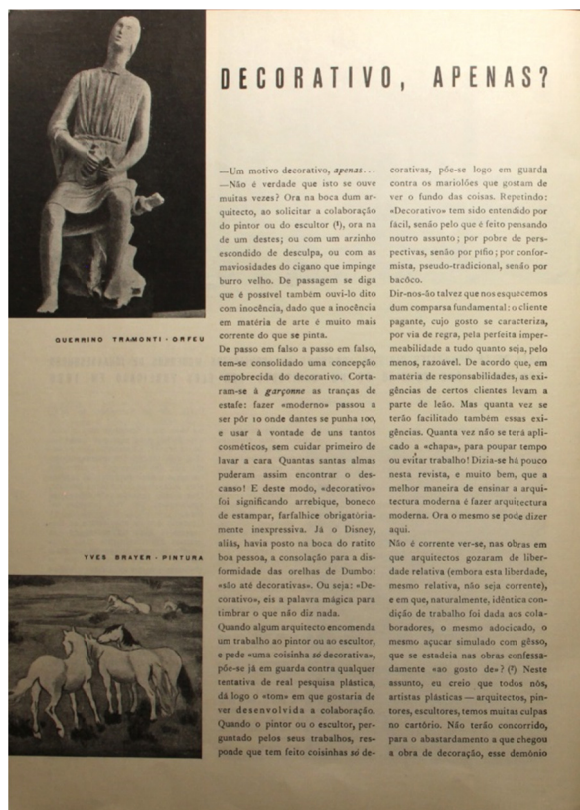 DECORATIVO, APENAS?
GUERRINO TRAMONTI - ORFEU
YVES BRAYER - PINTURA
—Um motivo decorativo, apenas...
—Não é verdade que isto se ouve
muitas vezes? Ora na boca dum ar-
quitecto, ao solicitar a colaboração
do pintor ou do escultor (¹), ora na
de um destes; ou com um arzinho
escondido de desculpa, ou com as
maviosidades do cigano que impinge
burro velho. De passagem se diga
que é possível também ouvi-lo dito
com inocência, dado que a inocência
em matéria de arte é muito mais
corrente do que se pinta.
De passo em falso a passo em falso,
tem-se consolidado uma concepção
empobrecida do decorativo. Corta-
ram-se à garçonne as tranças de
estafe: fazer «moderno» passou a
ser pôr 10 onde dantes se punha 100,
e usar à vontade de uns tantos
cosméticos, sem cuidar primeiro de
lavar a cara Quantas santas almas
puderam assim encontrar o des-
casso! E deste modo, «decorativo»
foi significando arrebique, boneco
de estampar, farfalhice obrigatòria-
mente inexpressiva. Já o Disney,
aliás, havia posto na boca do ratito
boa pessoa, a consolação para a dis-
formidade das orelhas de Dumbo:
«são até decorativas». Ou seja: «De-
corativo», eis a palavra mágica para
timbrar o que não diz nada.
Quando algum arquitecto encomenda
um trabalho ao pintor ou ao escultor,
e pede «uma coisinha só decorativa»,
põe-se já em guarda contra qualquer
tentativa de real pesquisa plástica,
dá logo o «tom» em que gostaria de
ver desenvolvida a colaboração.
Quando o pintor ou o escultor, per-
guntado pelos seus trabalhos, res-
ponde que tem feito coisinhas só de-
corativas, põe-se logo em guarda
contra os mariolões que gostam de
ver o fundo das coisas. Repetindo:
«Decorativo» tem sido entendido por
fácil, senão pelo que é feito pensando
noutro assunto; por pobre de pers-
pectivas, senão por pífio; por confor-
mista, pseudo-tradicional, senão por
bacôco.
Dir-nos-ão talvez que nos esquecemos
dum comparsa fundamental: o cliente
pagante, cujo gosto se caracteriza,
por via de regra, pela perfeita imper-
meabilidade a tudo quanto seja, pelo
menos, razoável. De acordo que, em
matéria de responsabilidades, as exi-
gências de certos clientes levam a
parte de leão. Mas quanta vez se
terão facilitado também essas exi-
gências. Quanta vez não se terá apli-
cado a «chapa», para poupar tempo
ou evitar trabalho! Dizia-se há pouco
nesta revista, e muito bem, que a
melhor maneira de ensinar a arqui-
tectura moderna é fazer arquitectura
moderna. Ora o mesmo se pode dizer
aqui.
Não é corrente ver-se, nas obras em
que arquitectos gozaram de liber-
dade relativa (embora esta liberdade,
mesmo relativa, não seja corrente),
e em que, naturalmente, idêntica con-
dição de trabalho foi dada aos cola-
boradores, o mesmo adocicado, o
mesmo açucar simulado com gêsso,
que se estadeia nas obras confessa-
damente «ao gosto de»? (²) Neste
assunto, eu creio que todos nós,
artistas plásticas — arquitectos, pin-
tores, escultores, temos muitas culpas
no cartório. Não terão concorrido,
para o abastardamento a que chegou
a obra de decoração, esse demónio